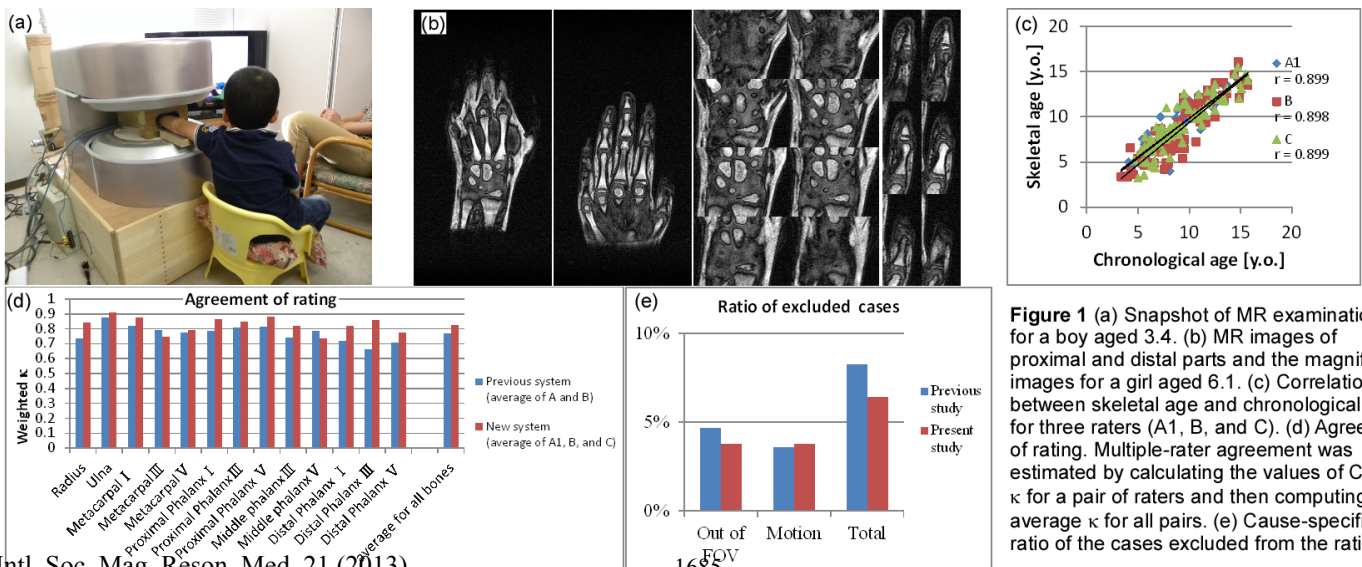 (a)
(b)
(c)
20
15
10
5
0
Skeletal age [y.o.]
0 5 10 15 20
Chronological age [y.o.]
A1
r = 0.899
B
r = 0.898
C
r = 0.899
(d)
Agreement of rating
1
0.9
0.8
0.7
0.6
0.5
0.4
0.3
0.2
0.1
0
Weighted κ
Radius
Ulna
Metacarpal Ⅰ
Metacarpal Ⅲ
Metacarpal Ⅴ
Proximal Phalanx Ⅰ
Proximal Phalanx Ⅲ
Proximal Phalanx Ⅴ
Middle phalanx Ⅲ
Middle phalanx Ⅴ
Distal Phalanx Ⅰ
Distal Phalanx Ⅲ
Distal Phalanx Ⅴ
average for all bones
Previous system
(average of A and B)
New system
(average of A1, B, and C)
(e)
Ratio of excluded cases
10%
5%
0%
Out of
FOV
Motion
Total
Previous
study
Present
study
Figure 1 (a) Snapshot of MR examinatio
for a boy aged 3.4. (b) MR images of
proximal and distal parts and the magnif
images for a girl aged 6.1. (c) Correlatio
between skeletal age and chronological
for three raters (A1, B, and C). (d) Agree
of rating. Multiple-rater agreement was
estimated by calculating the values of C
κ for a pair of raters and then computing
average κ for all pairs. (e) Cause-specifi
ratio of the cases excluded from the rati
Intl. Soc. Mag. Reson. Med. 21 (2013)